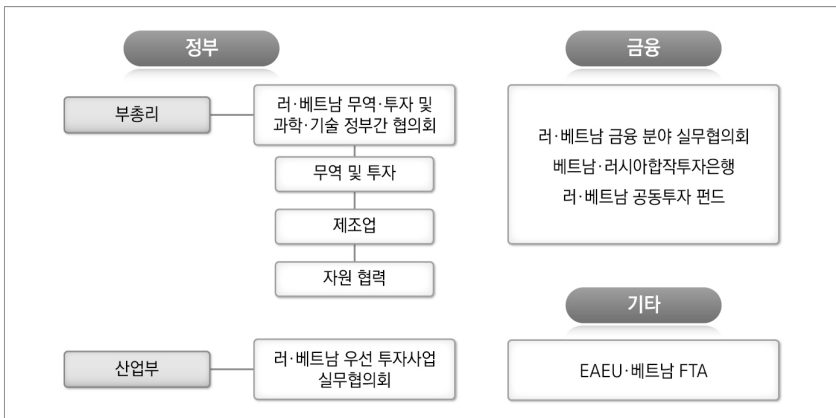 정부
부총리
러·베트남 무역·투자 및
과학·기술 정부간 협의회
무역 및 투자
제조업
자원 협력
산업부
러·베트남 우선 투자사업
실무협의회
금융
러·베트남 금융 분야 실무협의회
베트남·러시아합작투자은행
러·베트남 공동투자 펀드
기타
EAEU·베트남 FTA